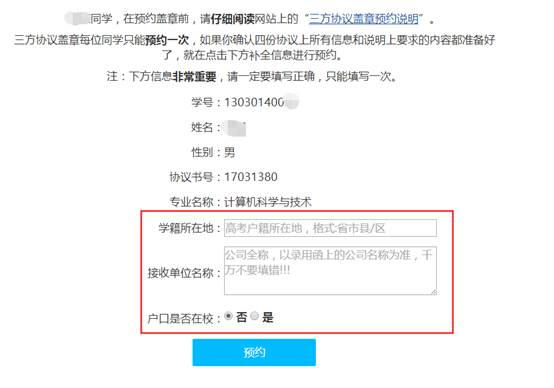 同学，在预约盖章前，请仔细阅读网站上的“三方协议盖章预约说明”。
三方协议盖章每位同学只能预约一次，如果你确认四份协议上所有信息和说明上要求的内容都准备好
了，就在点击下方补全信息进行预约。
注：下方信息非常重要，请一定要填写正确，只能填写一次。
学号：130301400
姓名：
性别：男
协议书号：17031380
专业名称：计算机科学与技术
学籍所在地：高考户籍所在地，格式:省市县/区
接收单位名称：公司全称，以录用函上的公司名称为准，千
万不要填错!!!
户口是否在校：否 是
预约